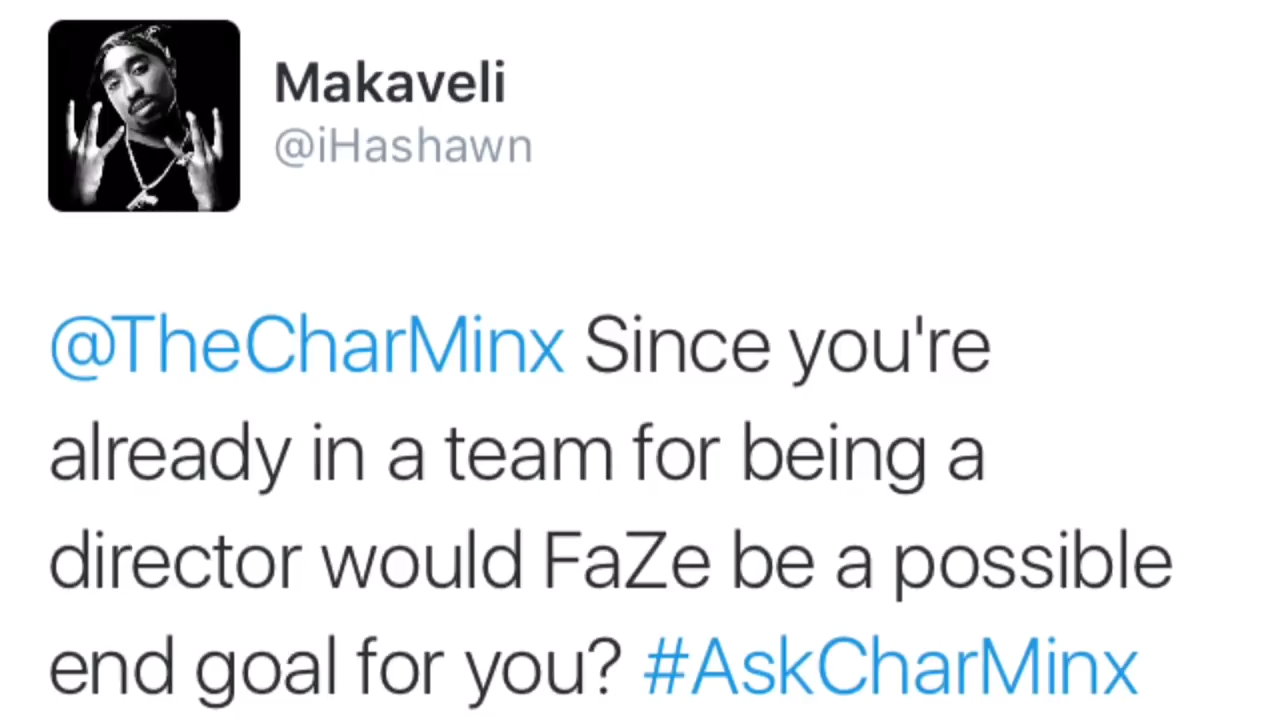 Makaveli
@iHashawn
@TheCharMinx Since you're
already in a team for being a
director would FaZe be a possible
end goal for you? #AskCharMinx